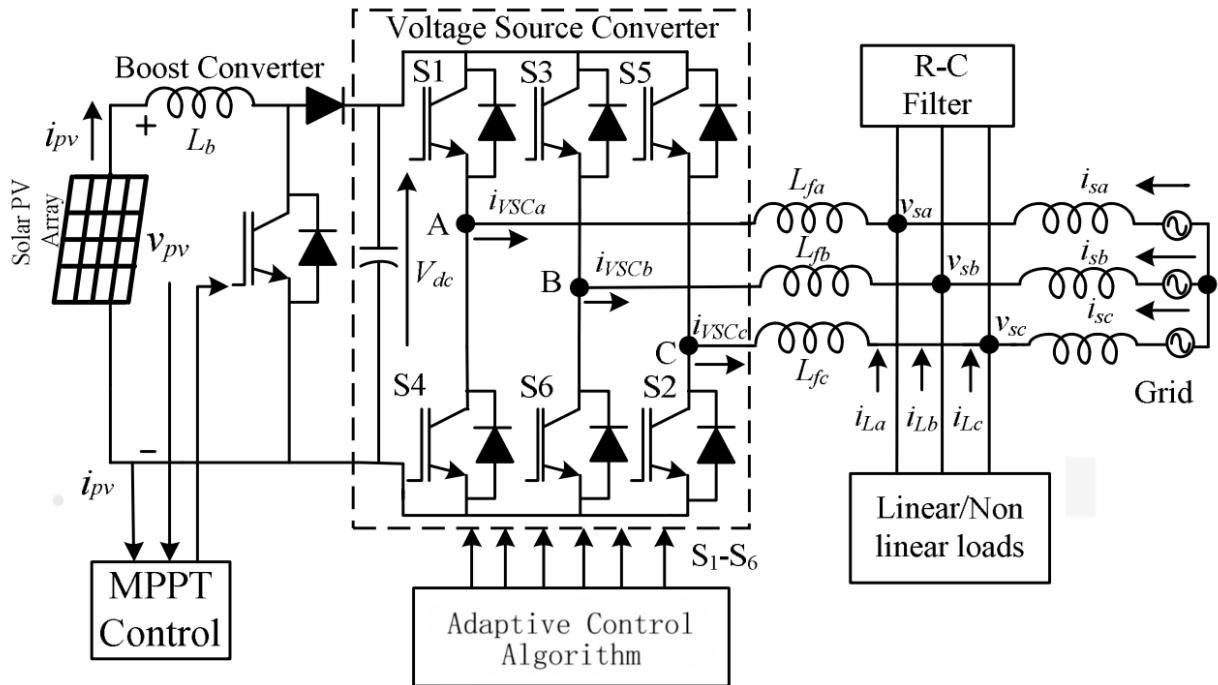 Voltage Source Converter
Boost Converter
S1
S3
S5
R-C
Filter
i_pv
+
L_b
Solar PV
Array
v_pv
V_dc
A
i_VSCa
B
i_VSCb
C
i_VSCc
L_fa
L_fb
L_fc
v_sa
v_sb
v_sc
i_sa
i_sb
i_sc
Grid
S4
S6
S2
i_La
i_Lb
i_Lc
-
i_pv
MPPT
Control
S₁-S₆
Adaptive Control
Algorithm
Linear/Non
linear loads